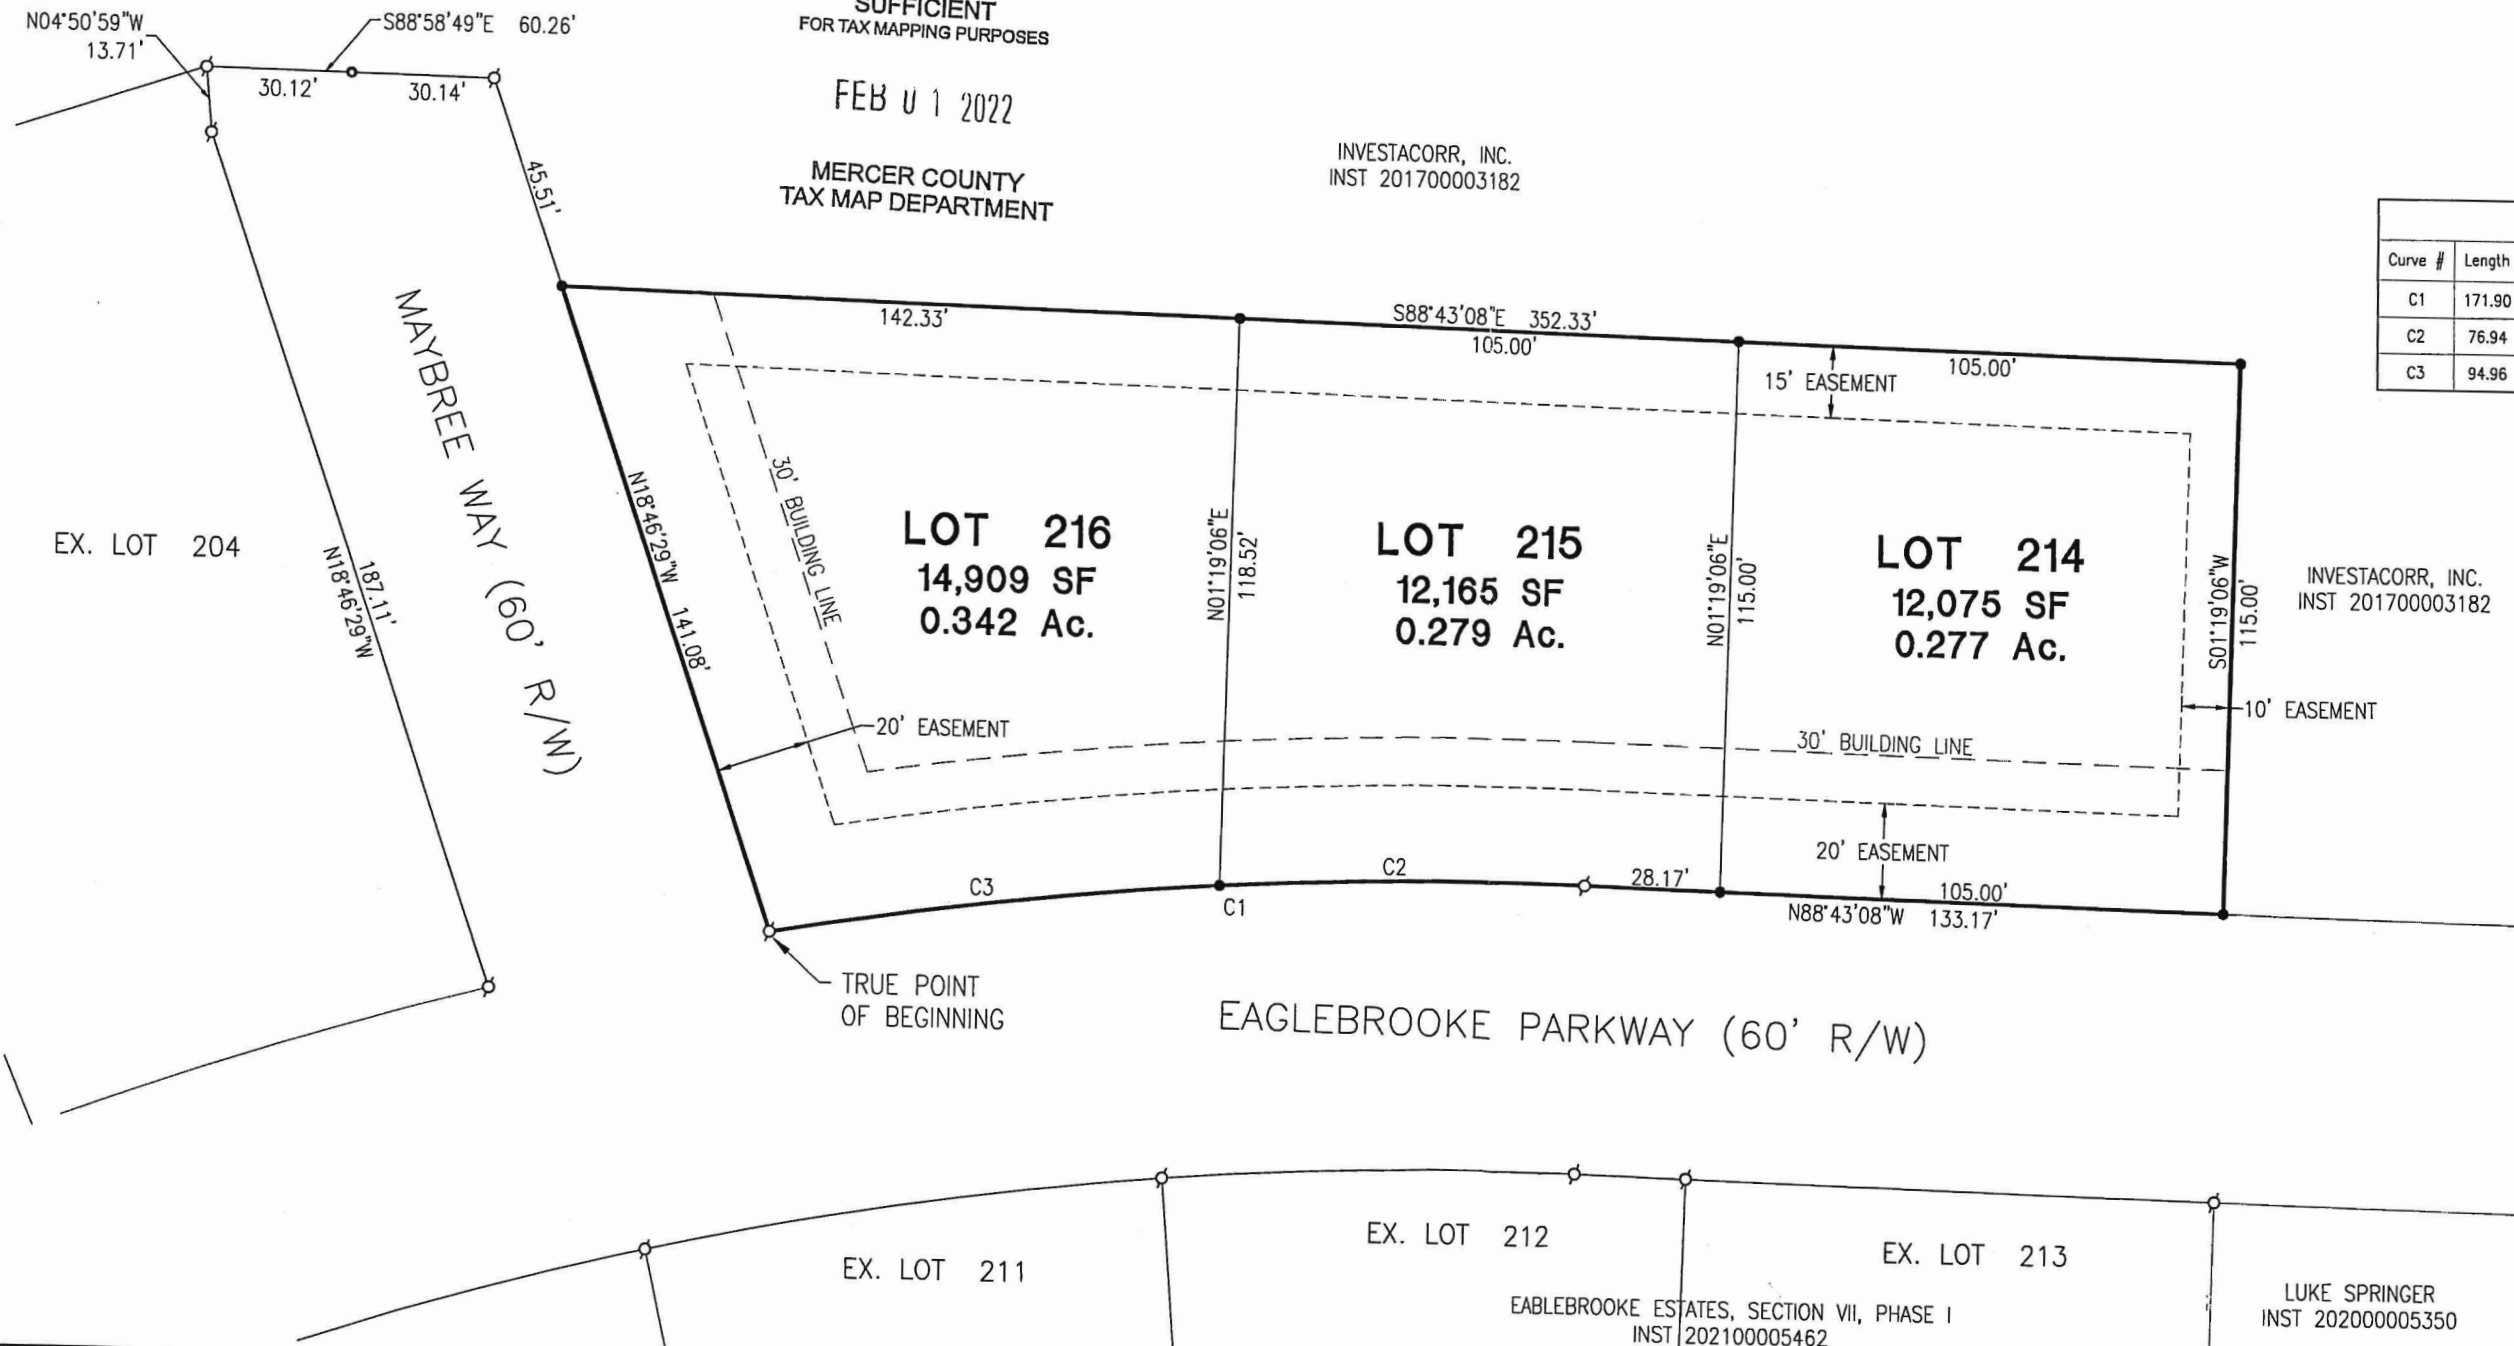 N04°50'59"W
13.71'
S88°58'49"E 60.26'
30.12'
30.14'
SUFFICIENT
FOR TAX MAPPING PURPOSES
FEB 01 2022
MERCER COUNTY
TAX MAP DEPARTMENT
INVESTACORR, INC.
INST 201700003182
Curve # Length
C1 171.90
C2 76.94
C3 94.96
45.51'
142.33'
S88°43'08"E 352.33'
105.00'
105.00'
15' EASEMENT
MAYBREE WAY (60' R/W)
30' BUILDING LINE
N18°46'29"W 141.08'
EX. LOT 204
187.11'
N18°46'29"W
LOT 216
14,909 SF
0.342 Ac.
N01°19'06"E
118.52'
LOT 215
12,165 SF
0.279 Ac.
N01°19'06"E
115.00'
LOT 214
12,075 SF
0.277 Ac.
S01°19'06"W
115.00'
INVESTACORR, INC.
INST 201700003182
10' EASEMENT
20' EASEMENT
30' BUILDING LINE
20' EASEMENT
C3
C2
C1
28.17'
105.00'
N88°43'08"W 133.17'
TRUE POINT
OF BEGINNING
EAGLEBROOKE PARKWAY (60' R/W)
EX. LOT 211
EX. LOT 212
EX. LOT 213
EABLEBROOKE ESTATES, SECTION VII, PHASE I
INST 202100005462
LUKE SPRINGER
INST 202000005350